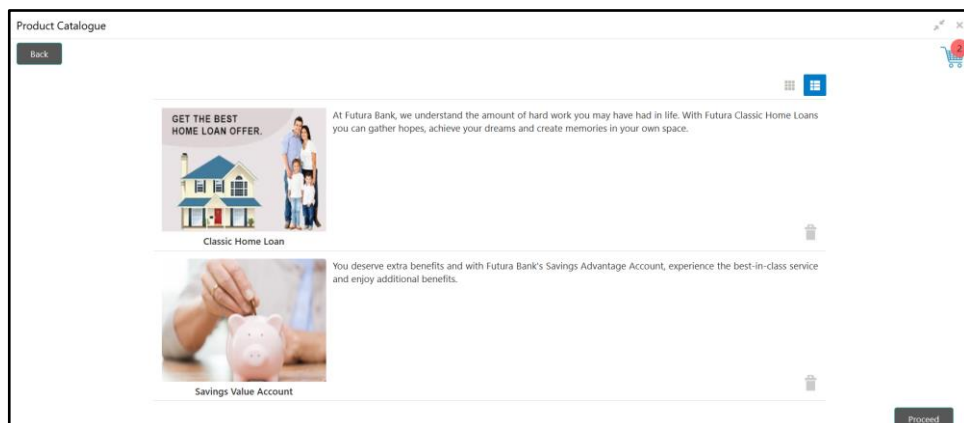 Product Catalogue
Back
2
GET THE BEST
HOME LOAN OFFER.
At Futura Bank, we understand the amount of hard work you may have had in life. With Futura Classic Home Loans
you can gather hopes, achieve your dreams and create memories in your own space.
Classic Home Loan
You deserve extra benefits and with Futura Bank's Savings Advantage Account, experience the best-in-class service
and enjoy additional benefits.
Savings Value Account
Proceed